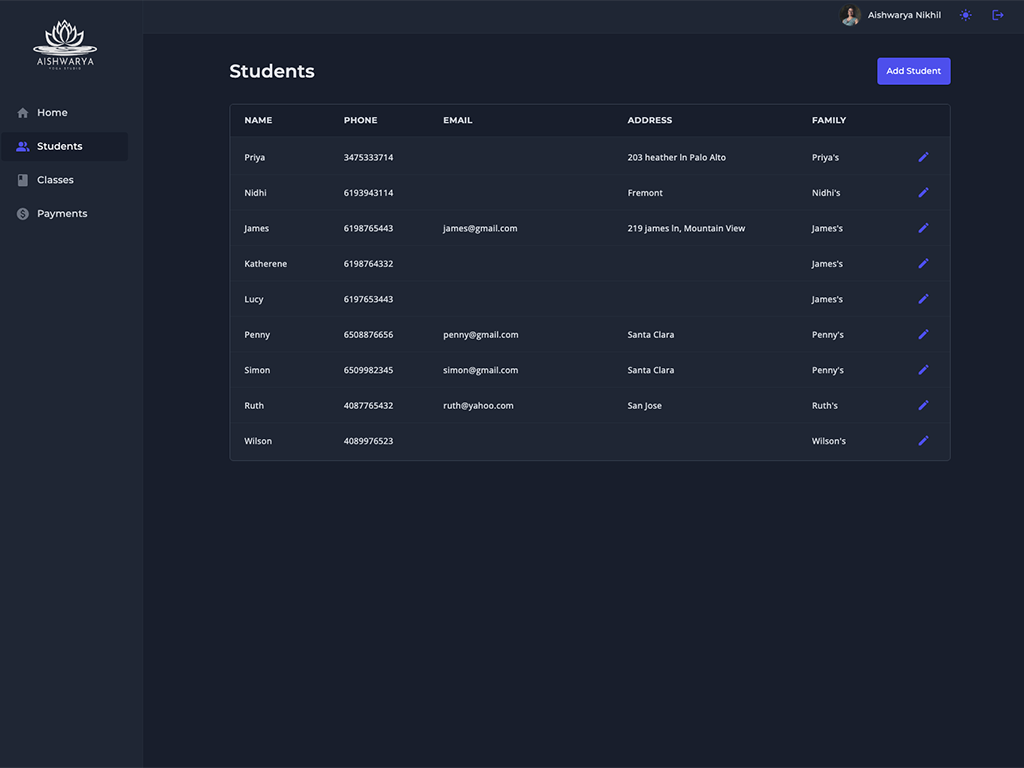 AISHWARYA
YOGA STUDIO
Aishwarya Nikhil
Home
Students
Classes
Payments
Students
Add Student
NAME PHONE EMAIL ADDRESS FAMILY
Priya 3475333714 203 heather ln Palo Alto Priya's
Nidhi 6193943114 Fremont Nidhi's
James 6198765443 james@gmail.com 219 james ln, Mountain View James's
Katherene 6198764332 James's
Lucy 6197653443 James's
Penny 6508876656 penny@gmail.com Santa Clara Penny's
Simon 6509982345 simon@gmail.com Santa Clara Penny's
Ruth 4087765432 ruth@yahoo.com San Jose Ruth's
Wilson 4089976523 Wilson's